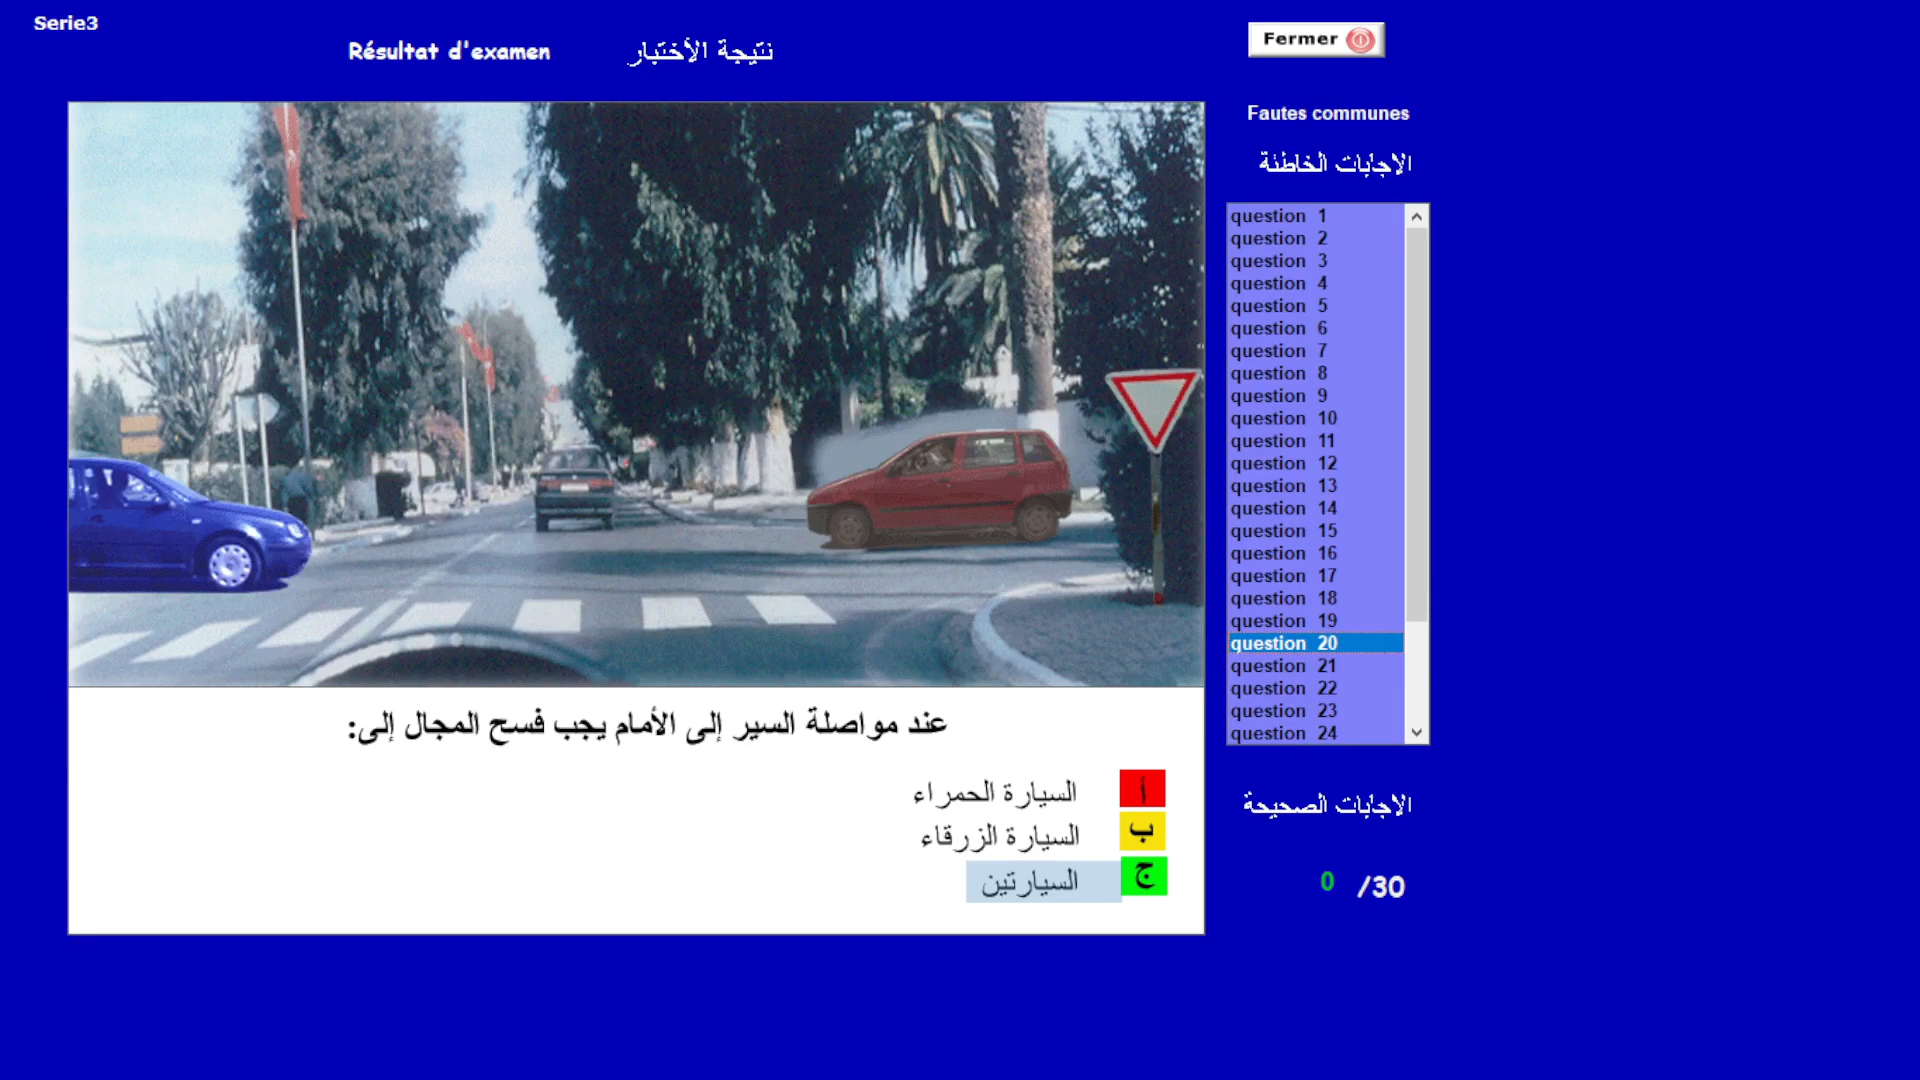 Serie3
Résultat d'examen
نتيجة الأختبار
Fermer
Fautes communes
الاجابات الخاطئة
question 1
question 2
question 3
question 4
question 5
question 6
question 7
question 8
question 9
question 10
question 11
question 12
question 13
question 14
question 15
question 16
question 17
question 18
question 19
question 20
question 21
question 22
question 23
question 24
عند مواصلة السير إلى الأمام يجب فسح المجال إلى:
أ السيارة الحمراء
ب السيارة الزرقاء
ج السيارتين
الاجابات الصحيحة
0 /30